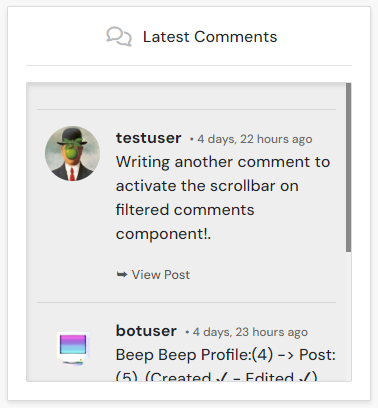 Latest Comments
testuser • 4 days, 22 hours ago
Writing another comment to
activate the scrollbar on
filtered comments
component!.
➥ View Post
botuser • 4 days, 23 hours ago
Beep Beep Profile:(4) -> Post:
(5). (Created ✓ - Edited ✓)